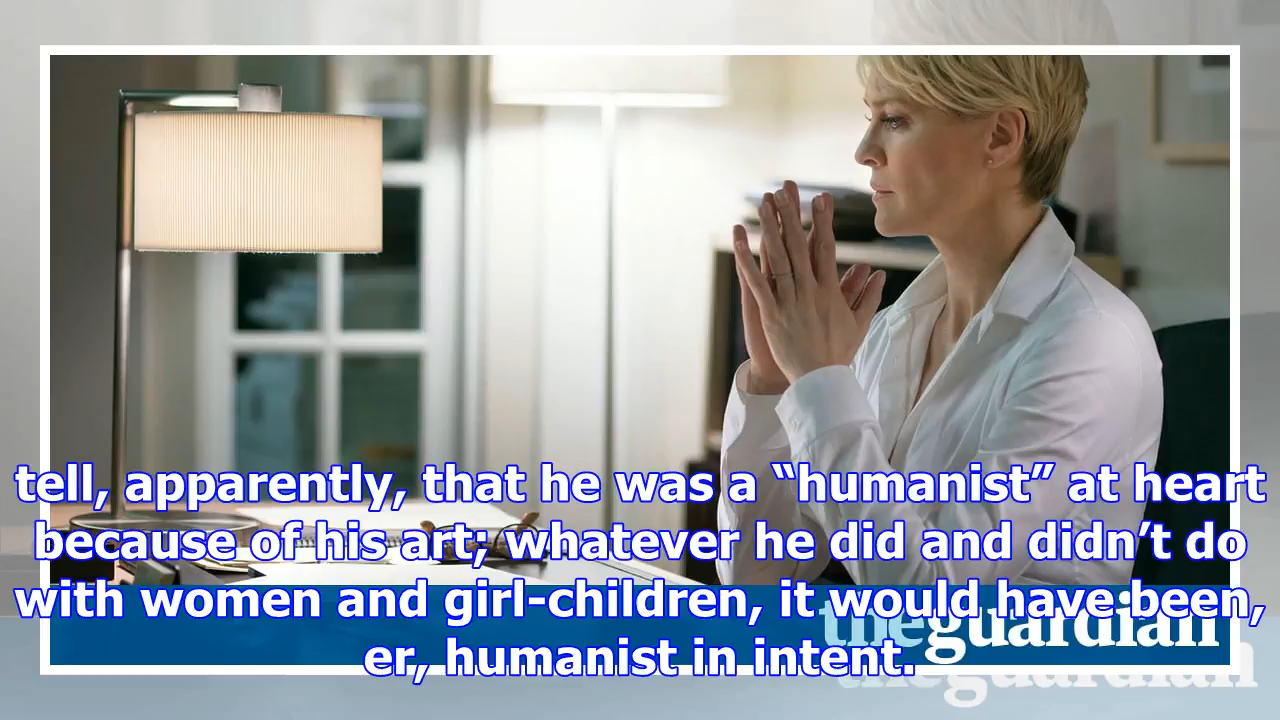 tell, apparently, that he was a “humanist” at heart
because of his art; whatever he did and didn’t do
with women and girl-children, it would have been,
er, humanist in intent.
theguardian
theguardian